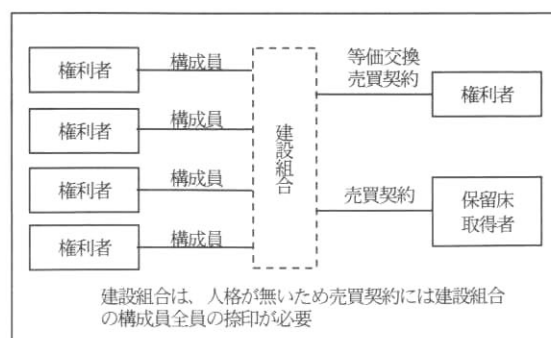 権利者
構成員
権利者
構成員
権利者
構成員
権利者
構成員
建設組合
等価交換
売買契約
権利者
売買契約
保留床
取得者
建設組合は、人格が無いため売買契約には建設組合
の構成員全員の捺印が必要